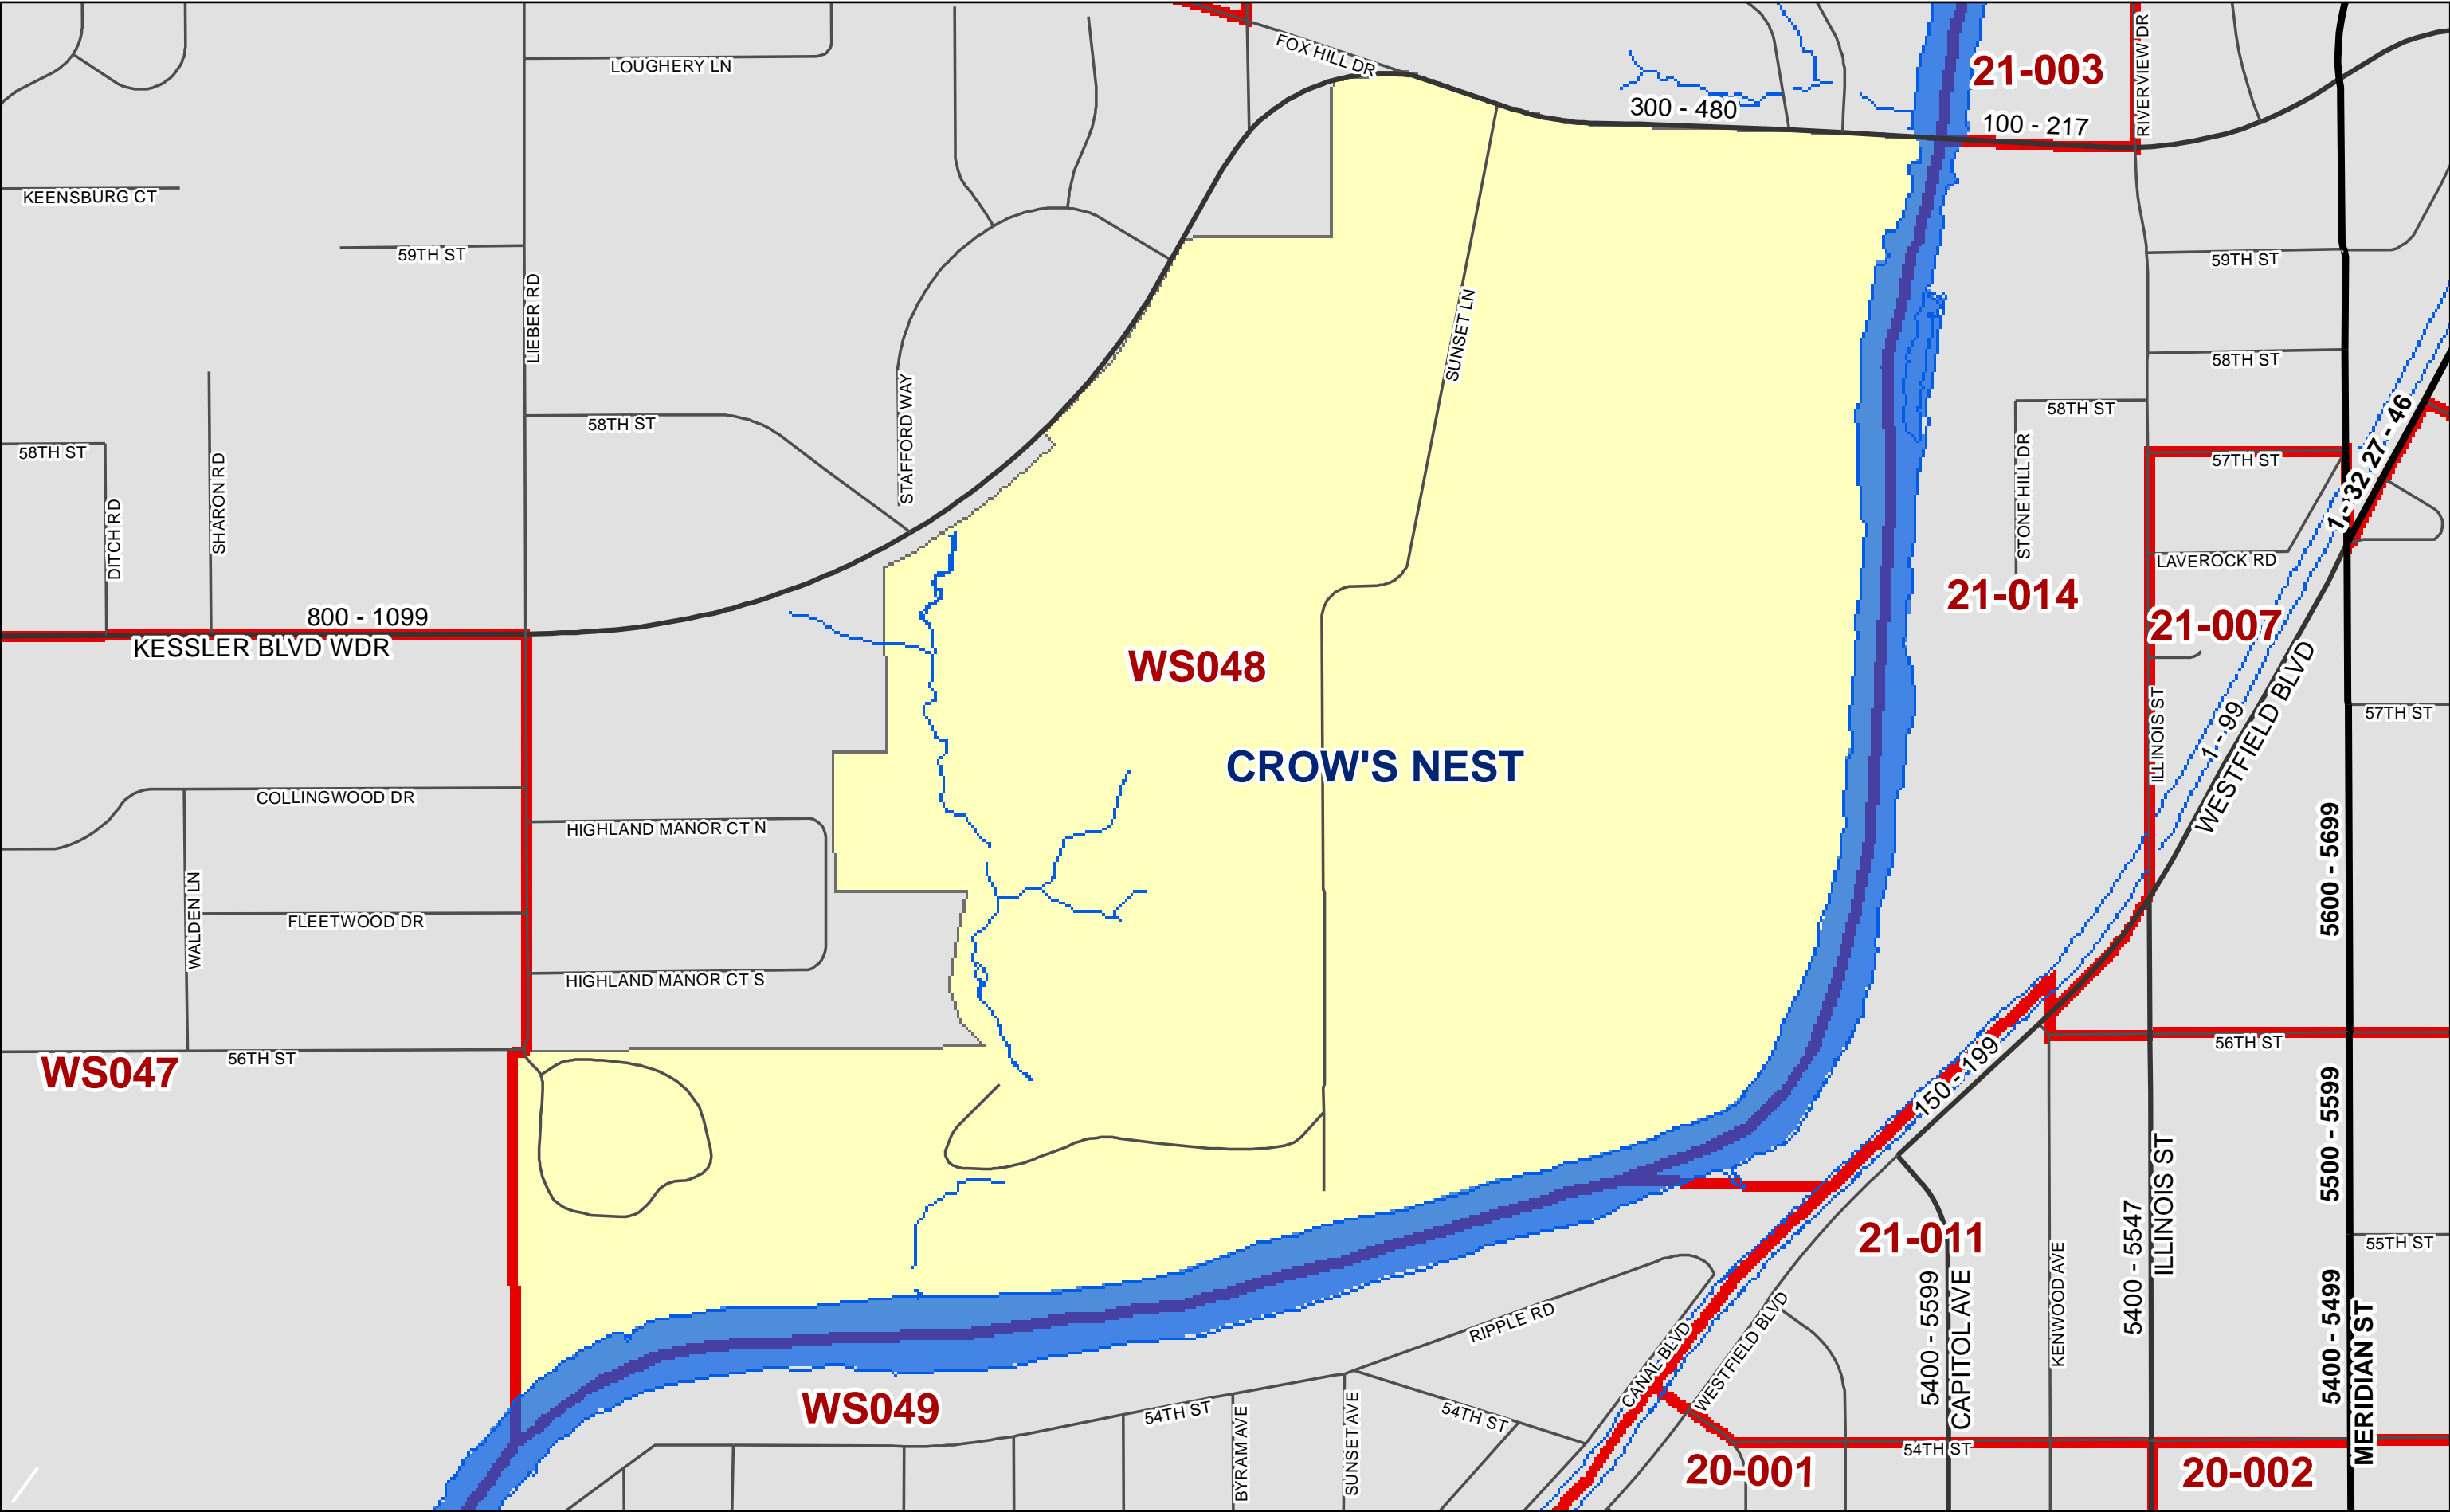 FOX HILL DR
LOUGHERY LN
21-003
RIVERVIEW DR
300 - 480
100 - 217
KEENSBURG CT
59TH ST
59TH ST
LIEBER RD
SUNSET LN
58TH ST
58TH ST
STAFFORD WAY
58TH ST
58TH ST
57TH ST
27 - 46
1 - 32
DITCH RD
SHARON RD
STONE HILL DR
LAVEROCK RD
21-014
21-007
800 - 1099
KESSLER BLVD WDR
WS048
CROW'S NEST
ILLINOIS ST
1 - 99
WESTFIELD BLVD
57TH ST
COLLINGWOOD DR
HIGHLAND MANOR CT N
5600 - 5699
WALDEN LN
FLEETWOOD DR
HIGHLAND MANOR CT S
56TH ST
56TH ST
WS047
150 - 199
5500 - 5599
ILLINOIS ST
21-011
5400 - 5547
55TH ST
KENWOOD AVE
5400 - 5599
CAPITOL AVE
5400 - 5499
MERIDIAN ST
RIPPLE RD
CANAL BLVD
WESTFIELD BLVD
WS049
54TH ST
BYRAM AVE
SUNSET AVE
54TH ST
54TH ST
20-001
20-002